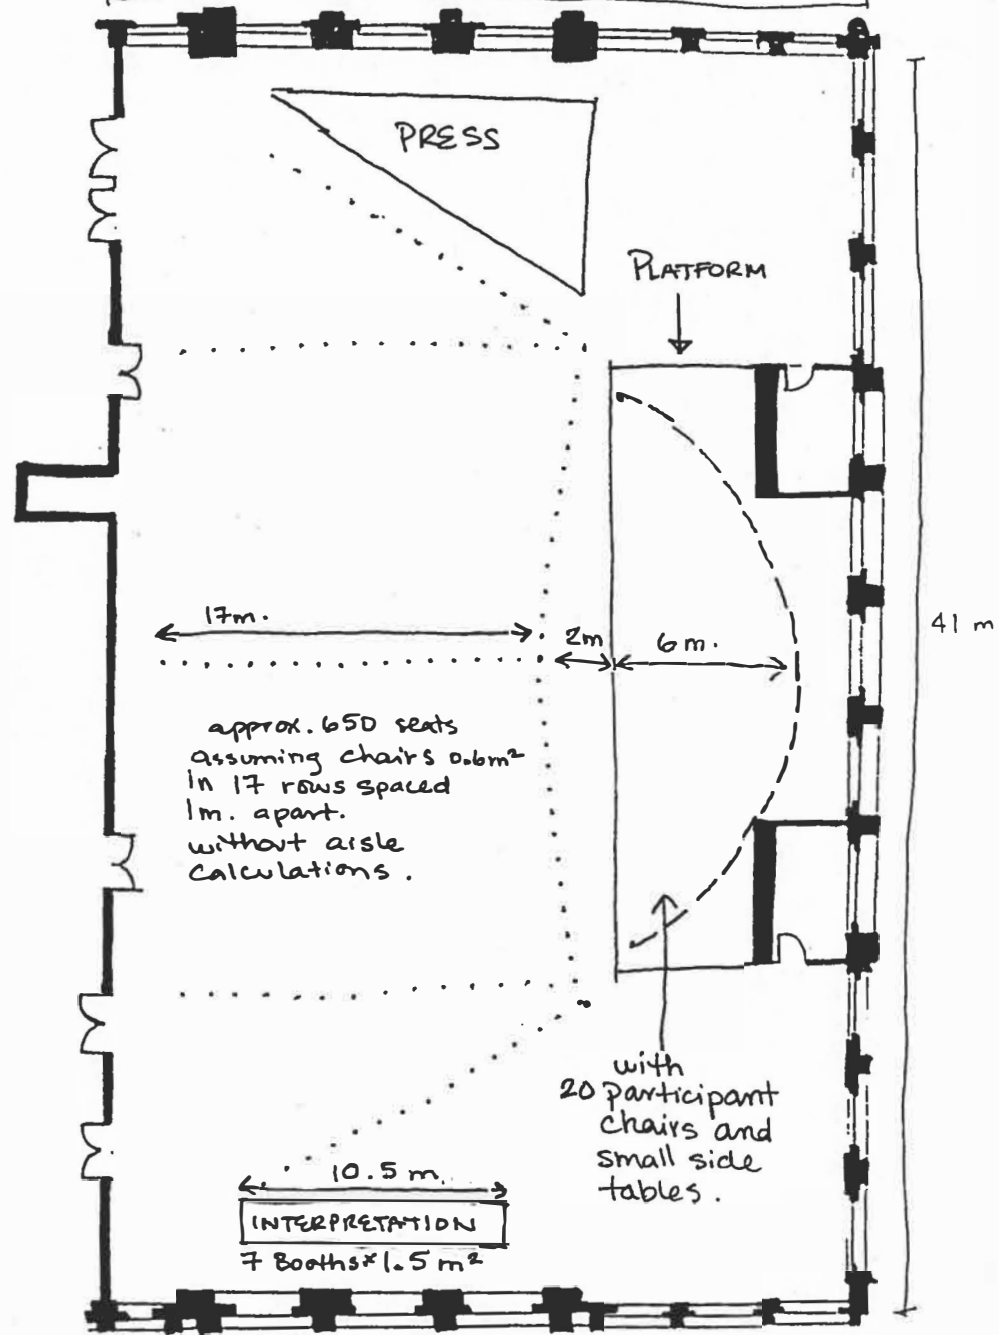 PRESS
PLATFORM
17m.
2m
6m.
41 m
approx. 650 seats
assuming chairs 0.6m²
in 17 rows spaced
1m. apart.
without aisle
calculations.
with
20 participant
chairs and
small side
tables.
10.5 m.
INTERPRETATION
7 Booths * 1.5 m²